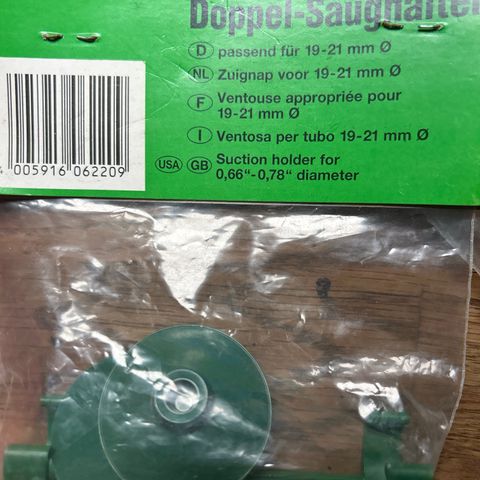 Doppel-Saughalter
D passend für 19-21 mm Ø
NL Zuignap voor 19-21 mm Ø
F Ventouse appropriée pour
19-21 mm Ø
I Ventosa per tubo 19-21 mm Ø
USA GB Suction holder for
0,66"-0,78" diameter
4 005916 062209